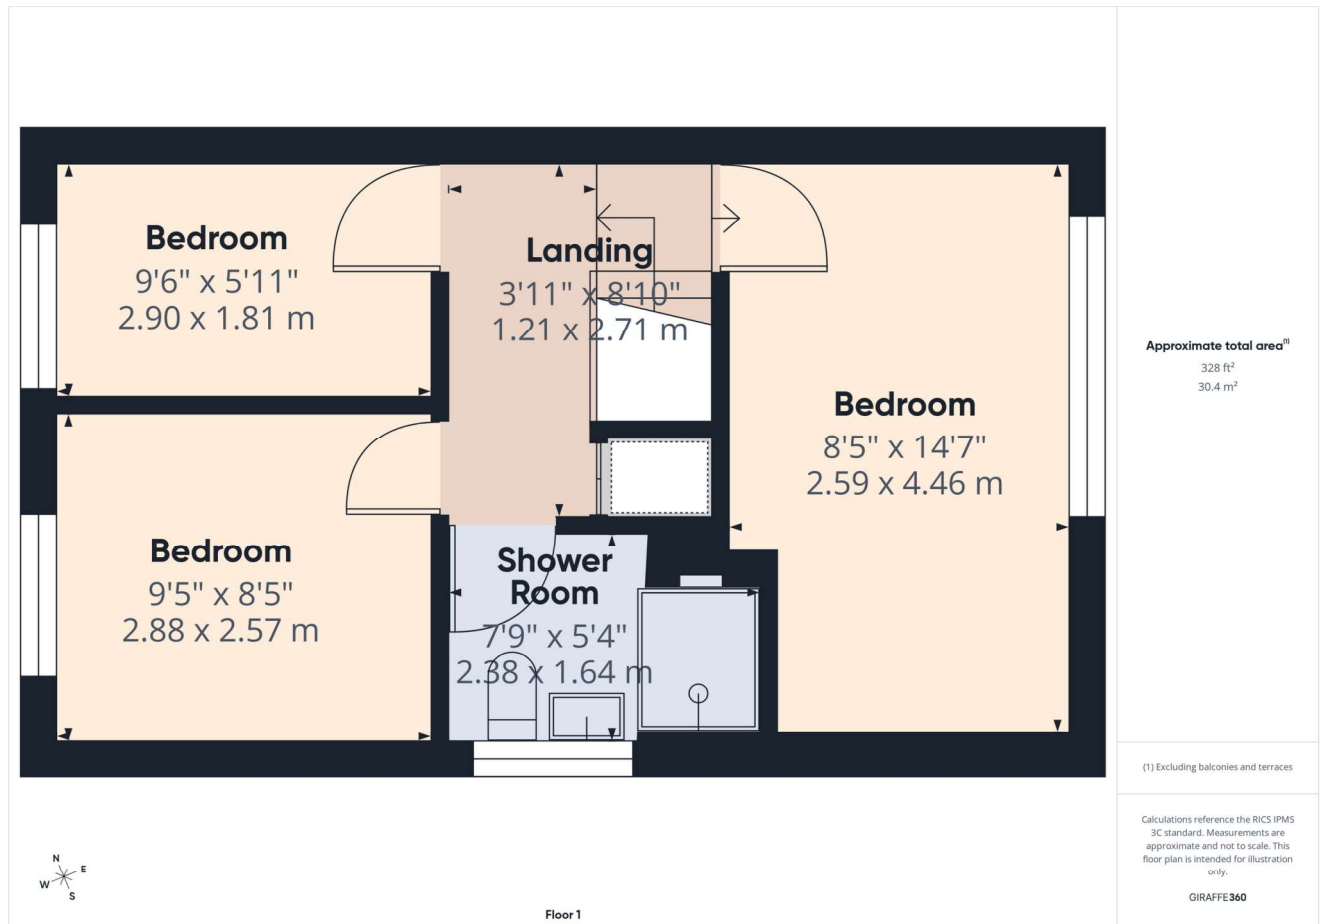 Bedroom
9'6" x 5'11"
2.90 x 1.81 m
Landing
3'11" x 8'10"
1.21 x 2.71 m
Bedroom
8'5" x 14'7"
2.59 x 4.46 m
Bedroom
9'5" x 8'5"
2.88 x 2.57 m
Shower
Room
7'9" x 5'4"
2.38 x 1.64 m
N
E
W
S
Floor 1
Approximate total area(1)
328 ft²
30.4 m²
(1) Excluding balconies and terraces
Calculations reference the RICS IPMS
3C standard. Measurements are
approximate and not to scale. This
floor plan is intended for illustration
only.
GIRAFFE360